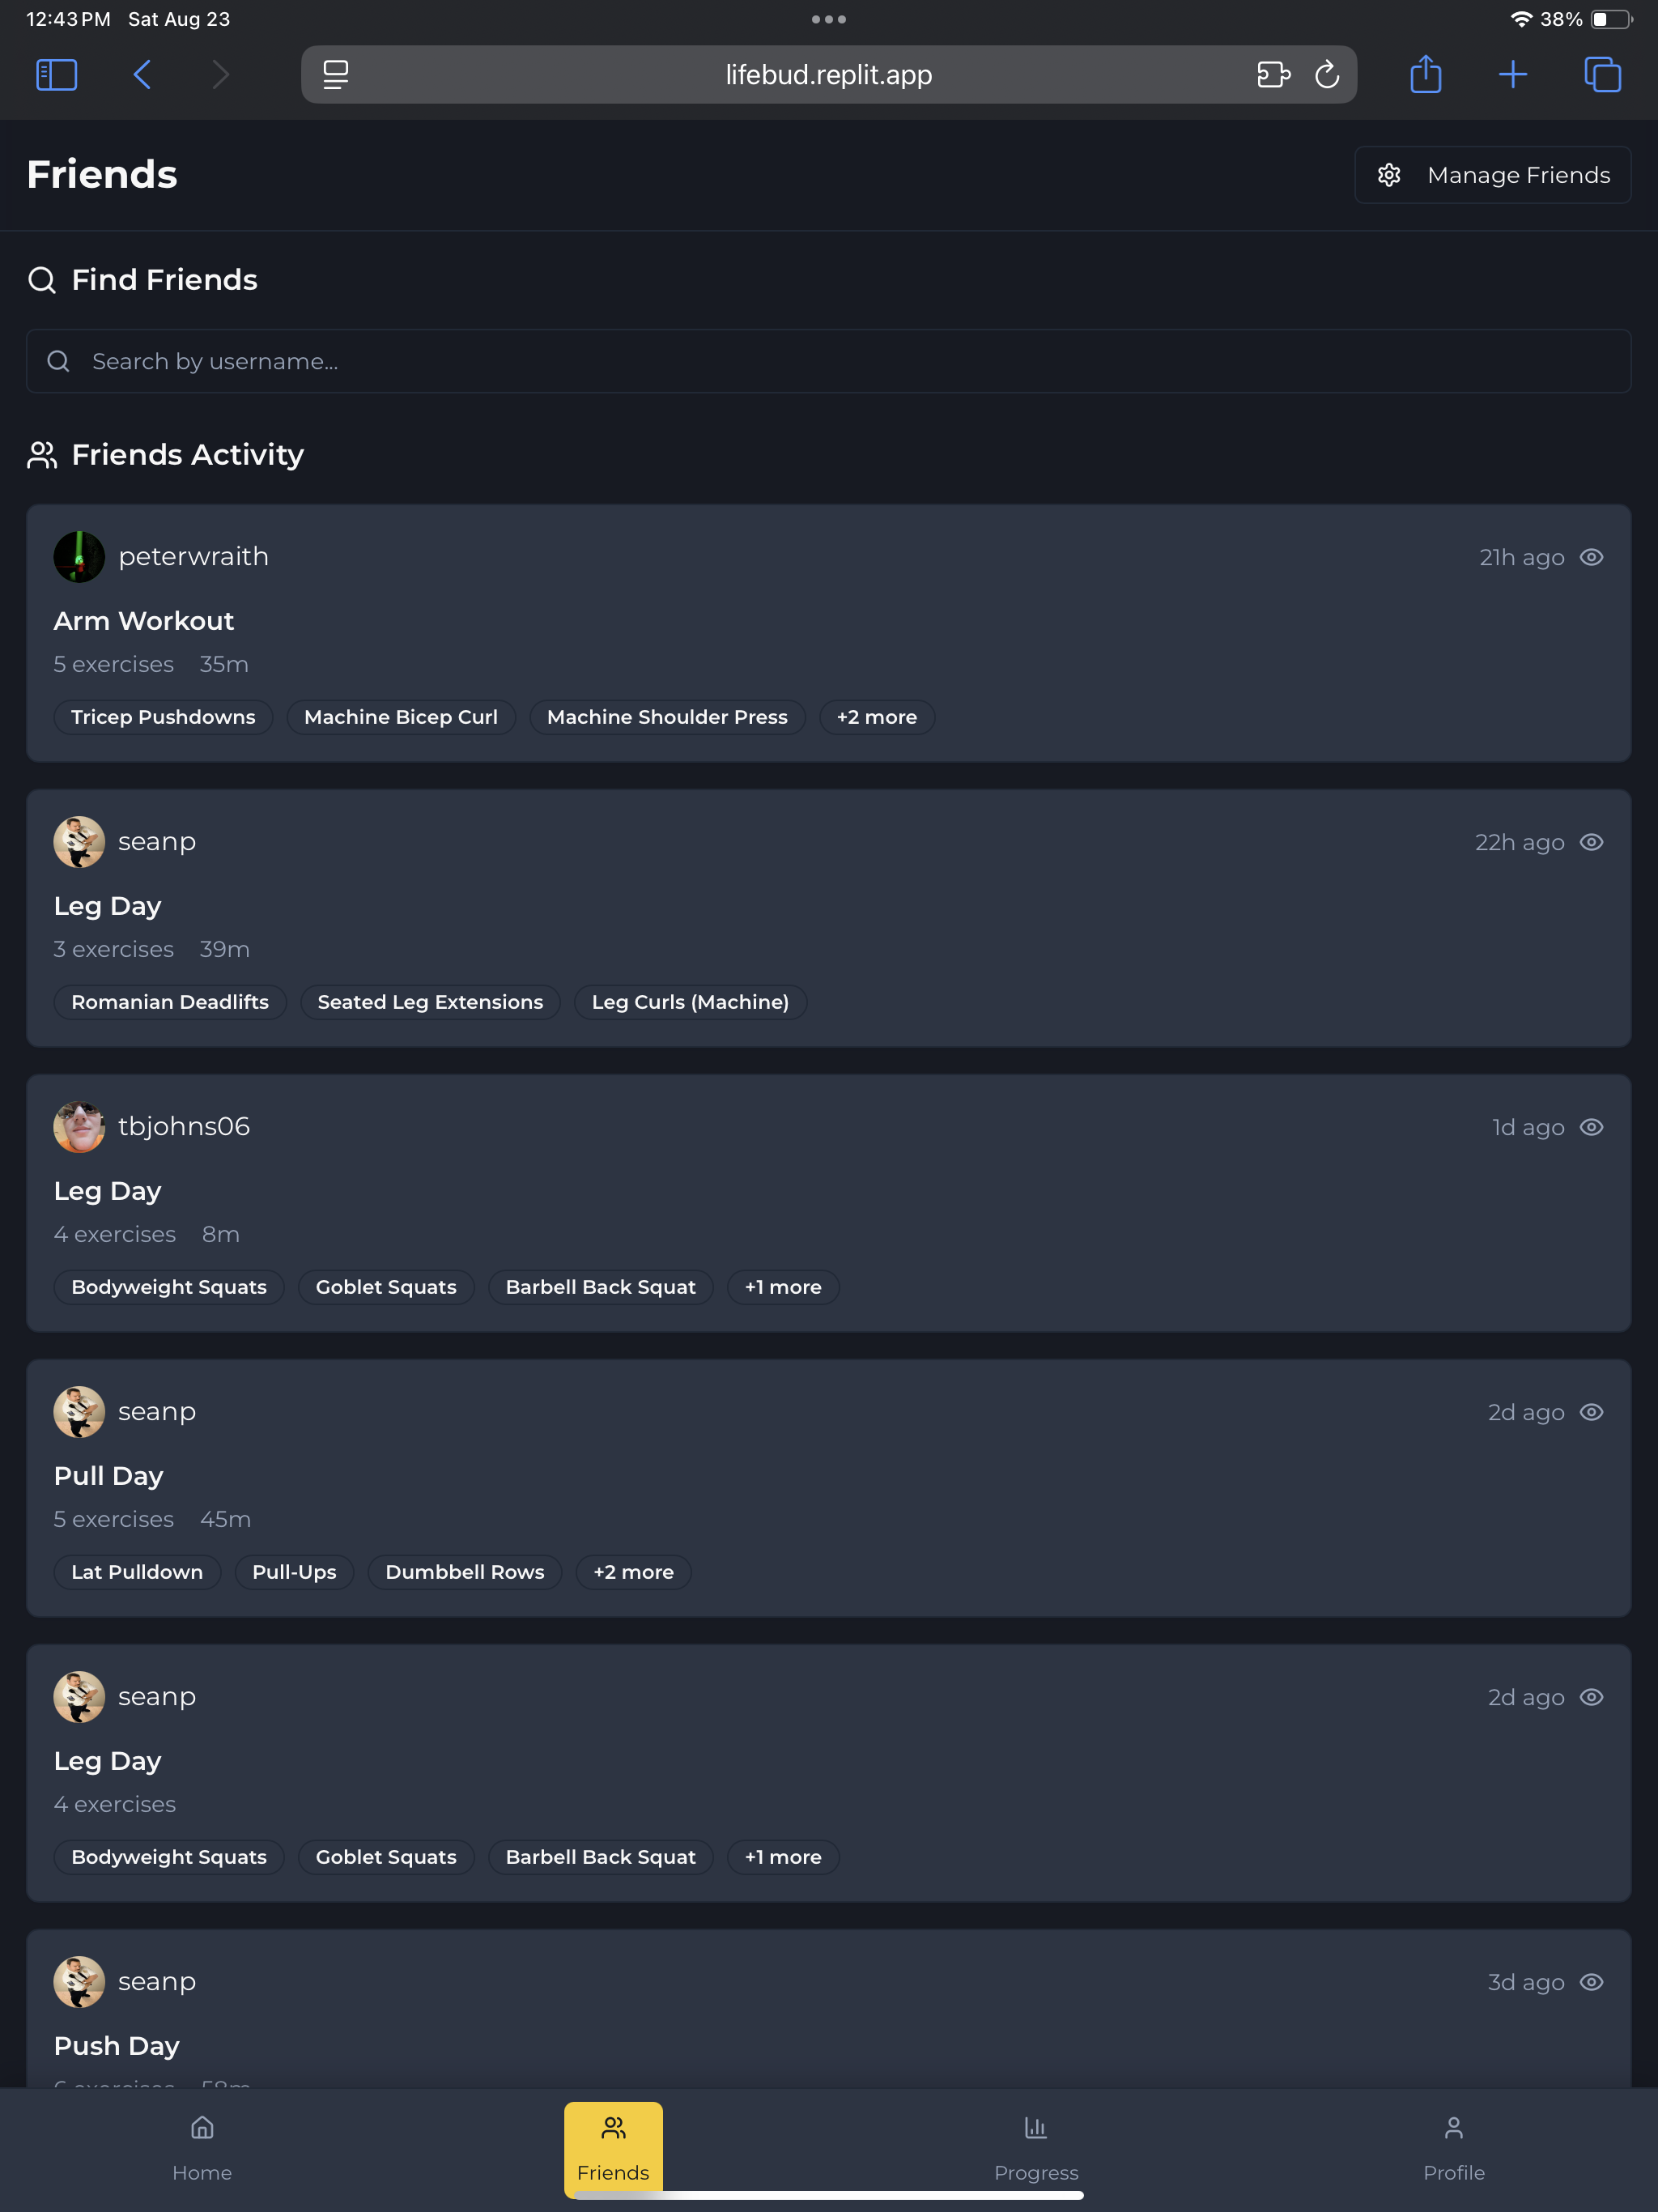 12:43 PM Sat Aug 23
38%
lifebud.replit.app
Friends
Manage Friends
Find Friends
Search by username...
Friends Activity
peterwraith
21h ago
Arm Workout
5 exercises 35m
Tricep Pushdowns Machine Bicep Curl Machine Shoulder Press +2 more
seanp
22h ago
Leg Day
3 exercises 39m
Romanian Deadlifts Seated Leg Extensions Leg Curls (Machine)
tbjohns06
1d ago
Leg Day
4 exercises 8m
Bodyweight Squats Goblet Squats Barbell Back Squat +1 more
seanp
2d ago
Pull Day
5 exercises 45m
Lat Pulldown Pull-Ups Dumbbell Rows +2 more
seanp
2d ago
Leg Day
4 exercises
Bodyweight Squats Goblet Squats Barbell Back Squat +1 more
seanp
3d ago
Push Day
Home Friends Progress Profile